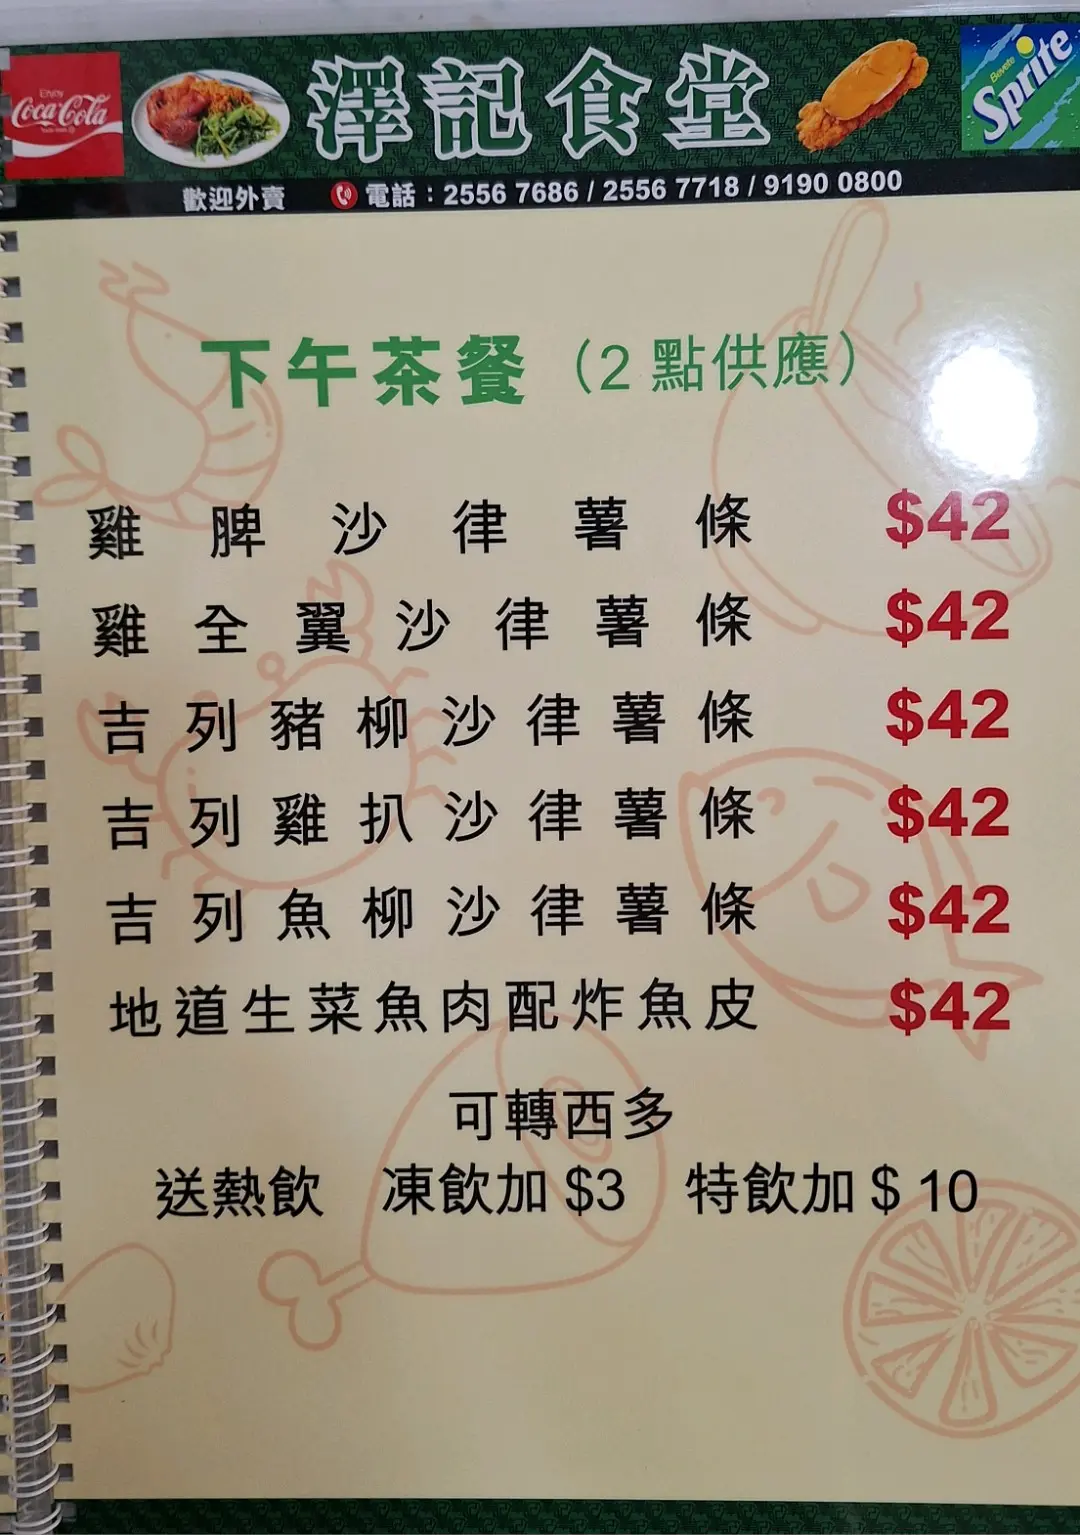 Enjoy
Coca-Cola
澤記食堂
Sprite
歡迎外賣 電話：2556 7686 / 2556 7718 / 9190 0800
下午茶餐（2 點供應）
雞脾沙律薯條 $42
雞全翼沙律薯條 $42
吉列豬柳沙律薯條 $42
吉列雞扒沙律薯條 $42
吉列魚柳沙律薯條 $42
地道生菜魚肉配炸魚皮 $42
可轉西多
送熱飲 凍飲加 $3 特飲加 $ 10